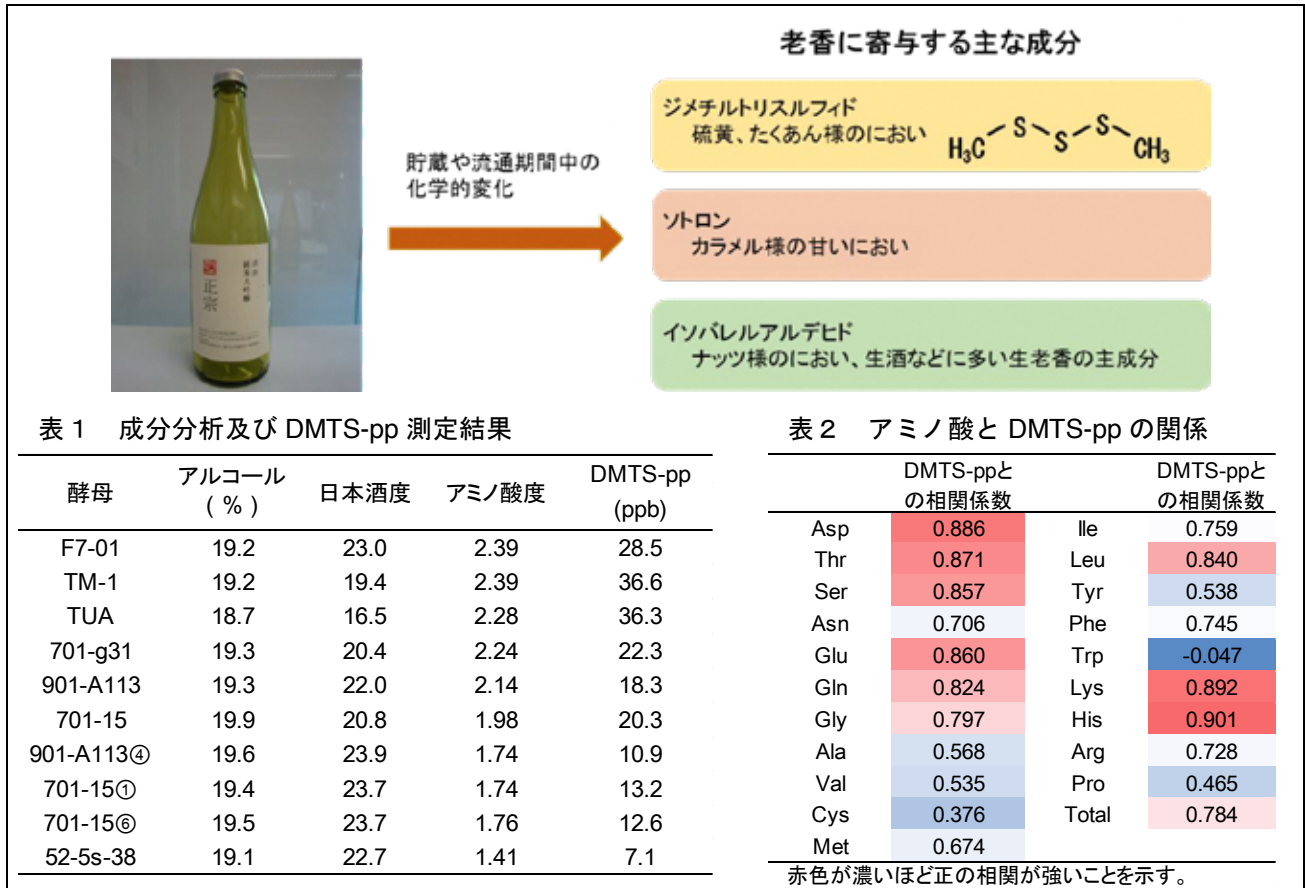 老香に寄与する主な成分
貯蔵や流通期間中の
化学的変化
ジメチルトリスルフィド
硫黄、たくあん様のにおい
H₃C S S S CH₃
ソトロン
カラメル様の甘いにおい
イソバレルアルデヒド
ナッツ様のにおい、生酒などに多い生老香の主成分
正宗
純米大吟醸
表1 成分分析及び DMTS-pp 測定結果
酵母 アルコール ( % ) 日本酒度 アミノ酸度 DMTS-pp (ppb)
F7-01 19.2 23.0 2.39 28.5
TM-1 19.2 19.4 2.39 36.6
TUA 18.7 16.5 2.28 36.3
701-g31 19.3 20.4 2.24 22.3
901-A113 19.3 22.0 2.14 18.3
701-15 19.9 20.8 1.98 20.3
901-A113④ 19.6 23.9 1.74 10.9
701-15① 19.4 23.7 1.74 13.2
701-15⑥ 19.5 23.7 1.76 12.6
52-5s-38 19.1 22.7 1.41 7.1
表2 アミノ酸と DMTS-pp の関係
DMTS-ppと DMTS-ppと
の相関係数 の相関係数
Asp 0.886 Ile 0.759
Thr 0.871 Leu 0.840
Ser 0.857 Tyr 0.538
Asn 0.706 Phe 0.745
Glu 0.860 Trp -0.047
Gln 0.824 Lys 0.892
Gly 0.797 His 0.901
Ala 0.568 Arg 0.728
Val 0.535 Pro 0.465
Cys 0.376 Total 0.784
Met 0.674
赤色が濃いほど正の相関が強いことを示す。